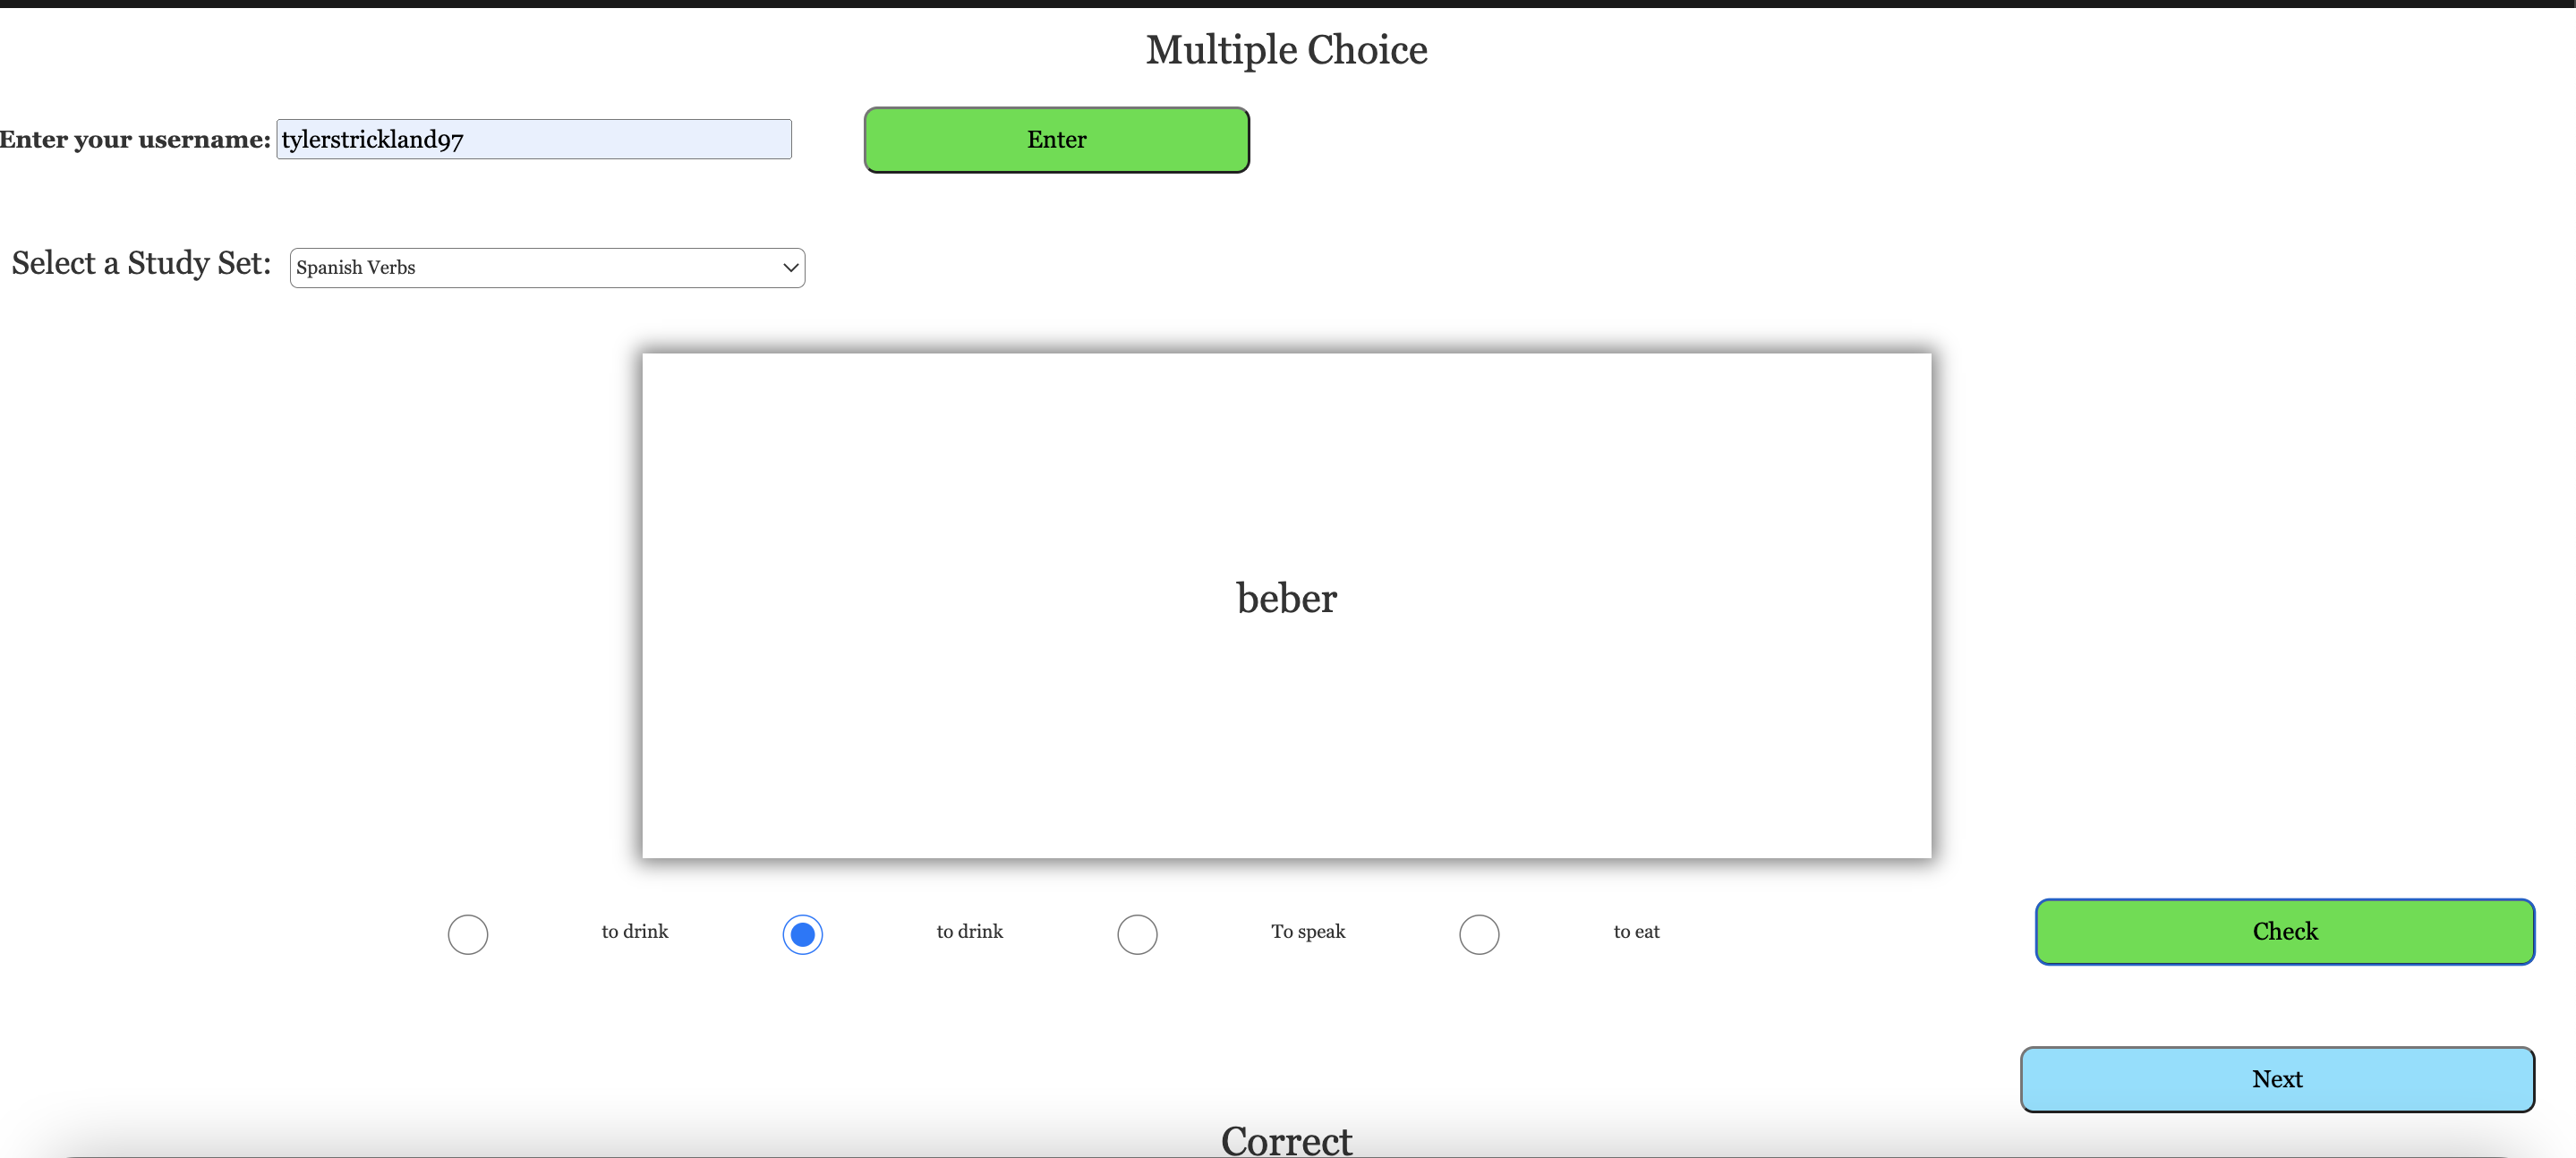 Multiple Choice
Enter your username: tylerstrickland97 Enter
Select a Study Set: Spanish Verbs
beber
to drink to drink To speak to eat Check
Next
Correct